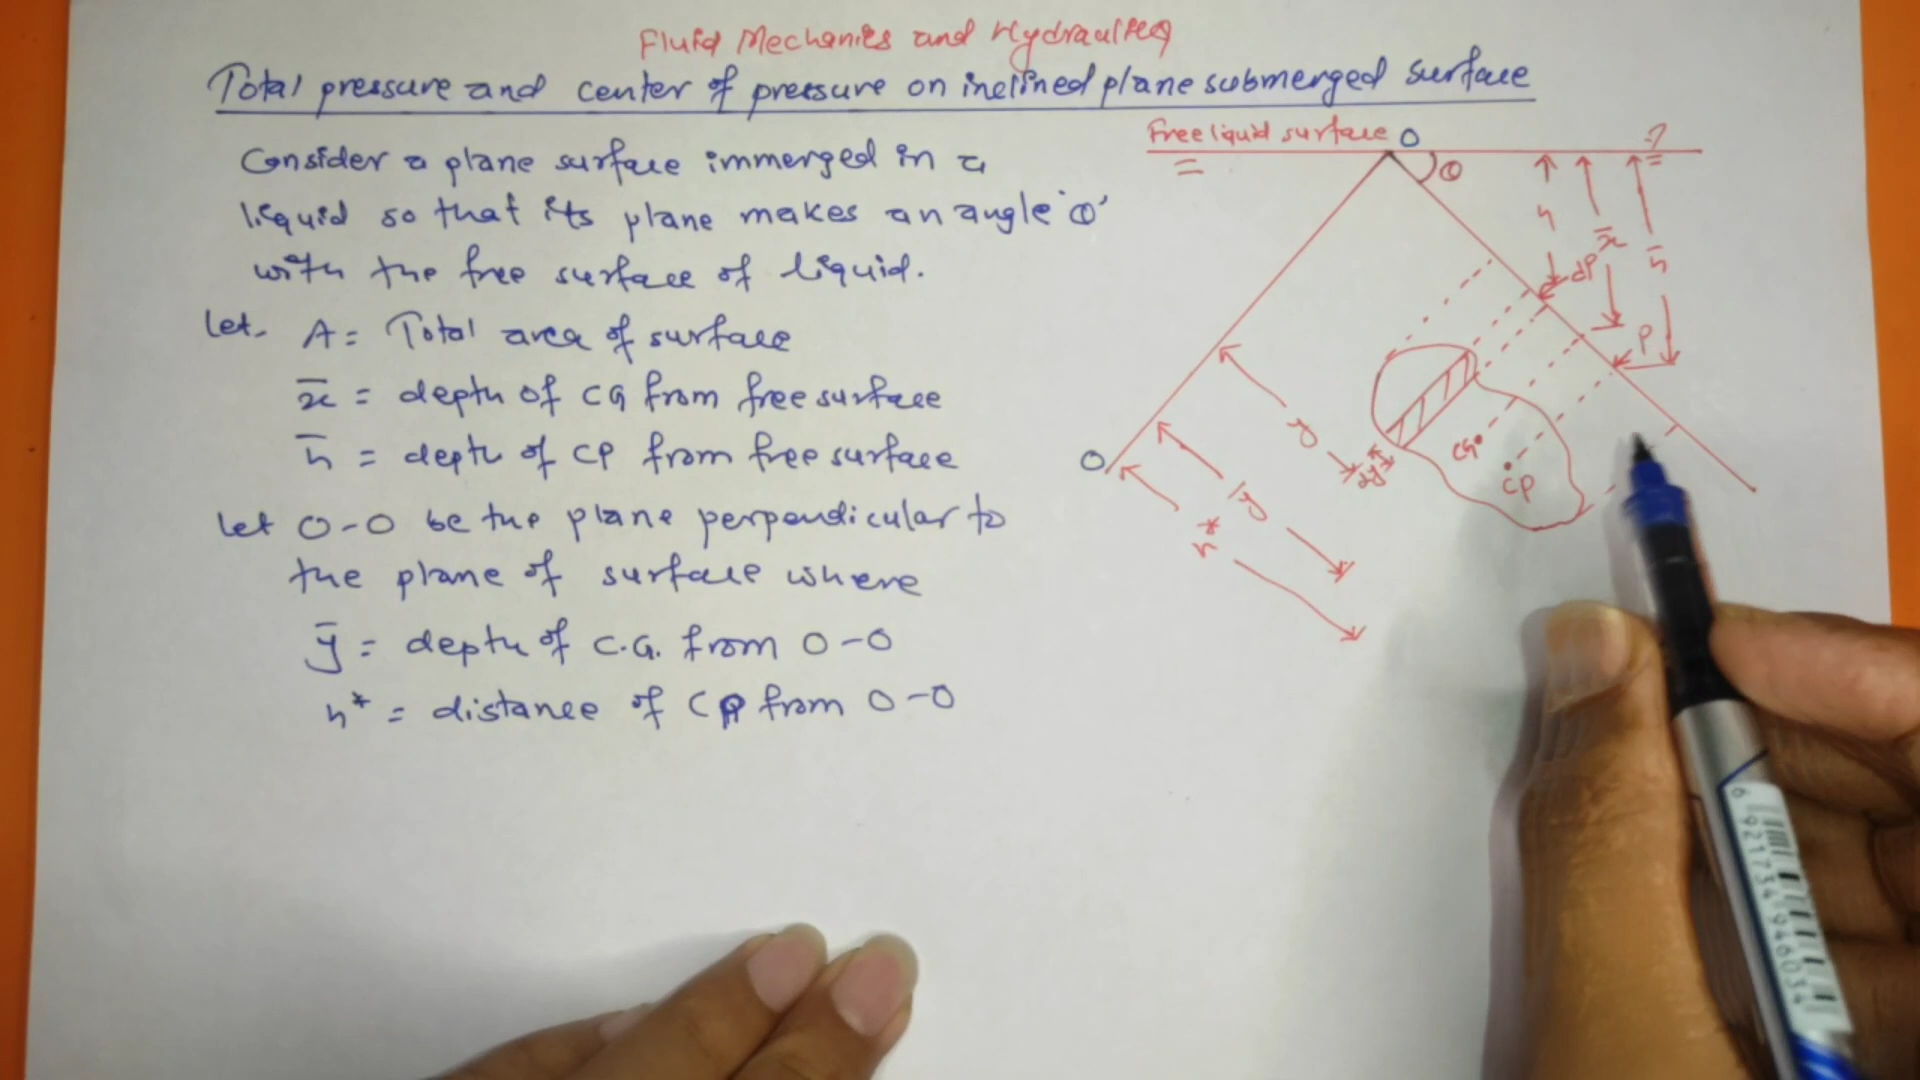 Fluid Mechanics and Hydraulics
Total pressure and center of pressure on inclined plane submerged surface
Consider a plane surface immerged in a
liquid so that its plane makes an angle 'θ'
with the free surface of liquid.
Let. A = Total area of surface
x̄ = depth of CG from free surface
h̄ = depth of CP from free surface
Let O-O be the plane perpendicular to
the plane of surface where
ȳ = depth of C.G. from O-O
h* = distance of CP from O-O
Free liquid surface O
θ
h x̄ h̄
dP
P
O
y
dy
ȳ
h*
CG
CP
6 921734 946034